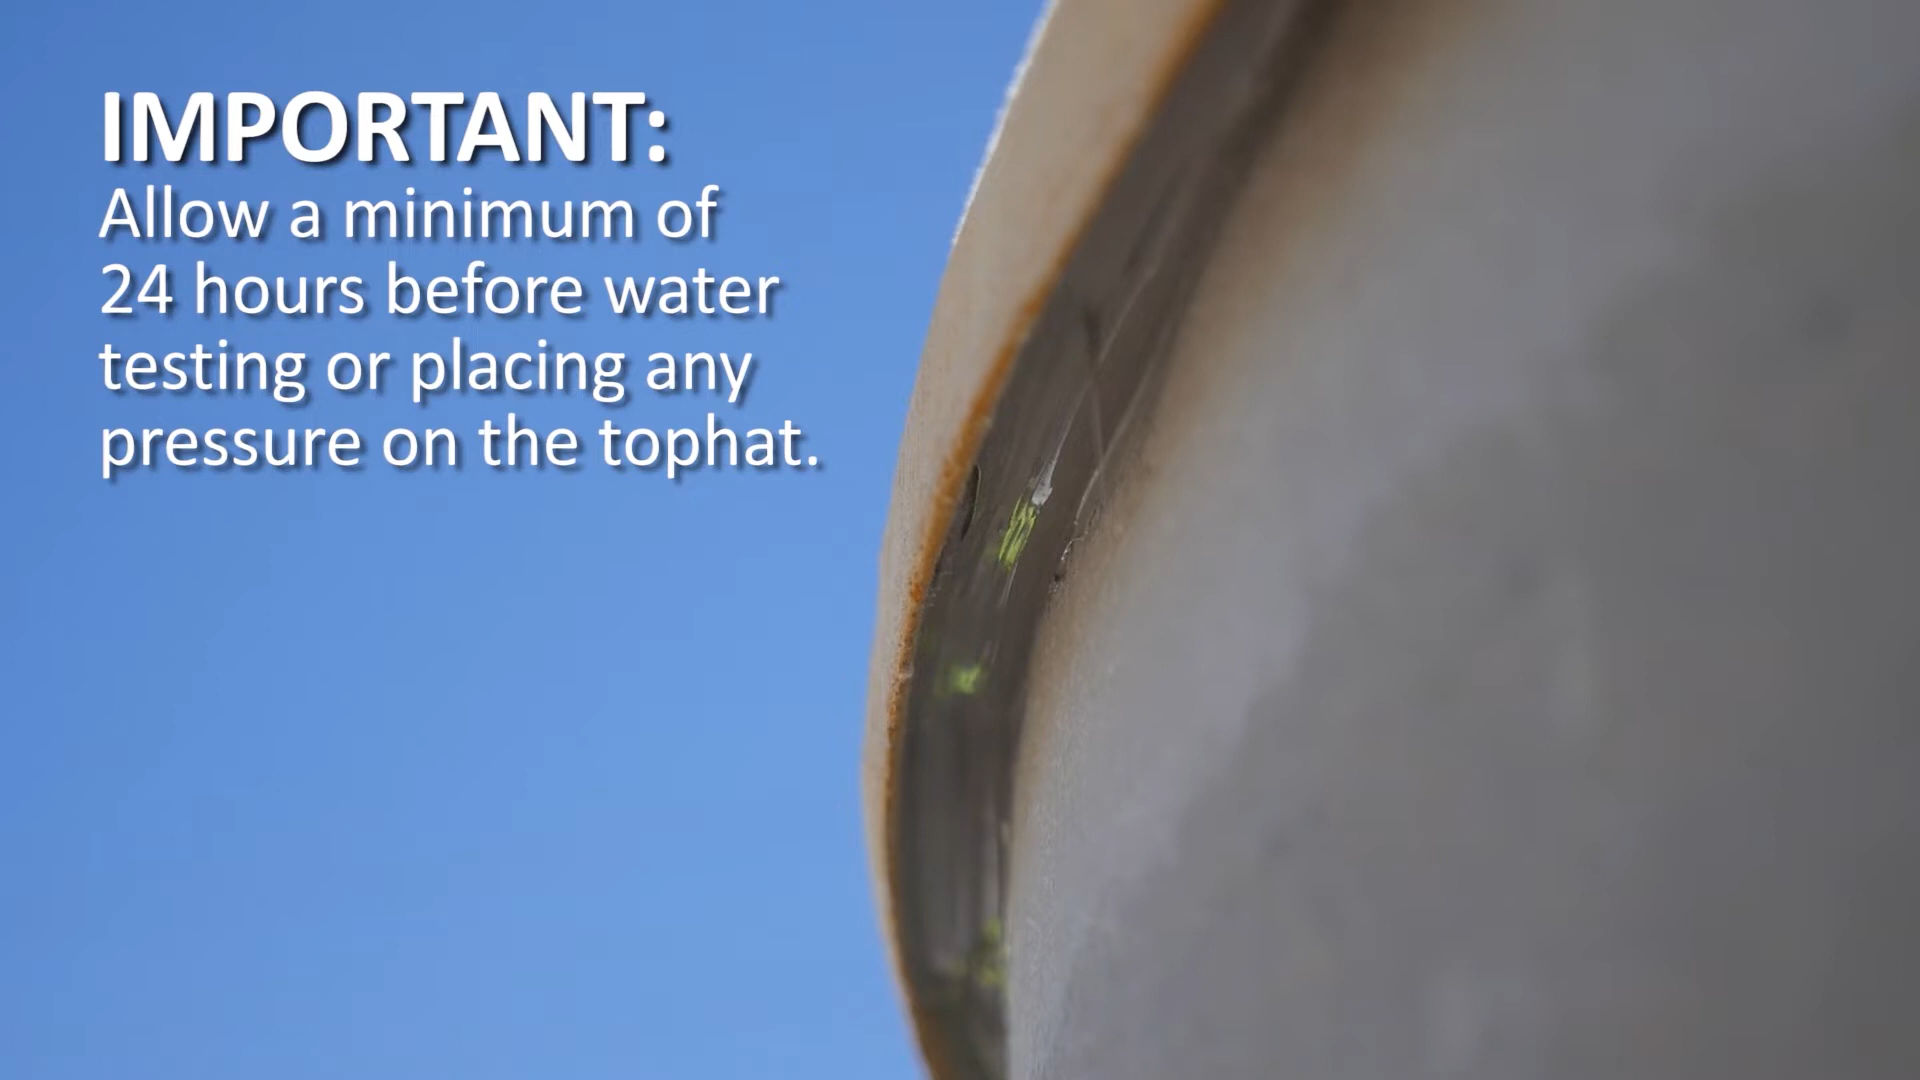 IMPORTANT:
Allow a minimum of
24 hours before water
testing or placing any
pressure on the tophat.